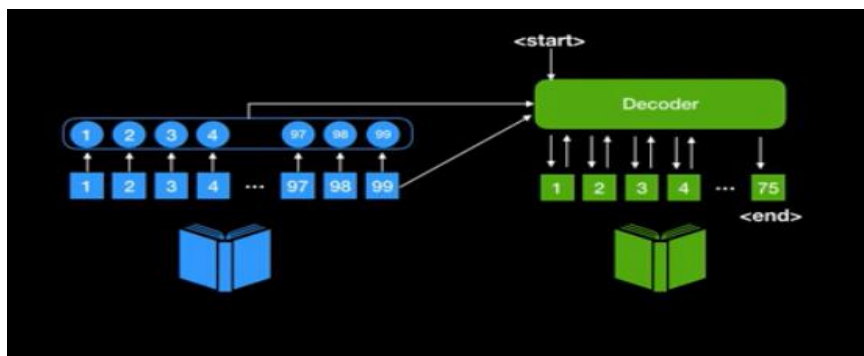 <start>
Decoder
1 2 3 4 97 98 99
1 2 3 4 ... 97 98 99
1 2 3 4 ... 75
<end>